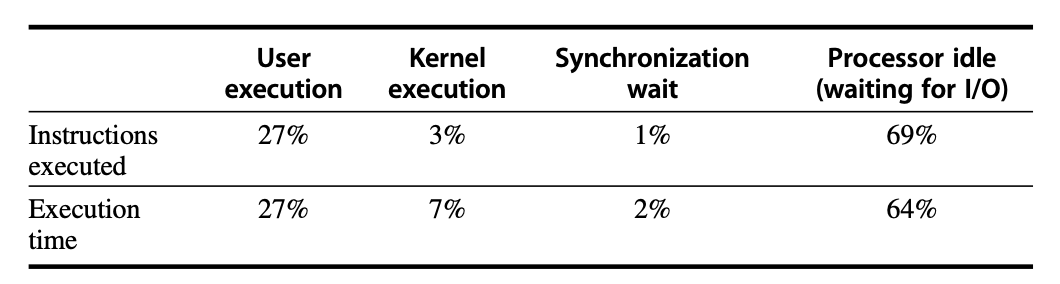 User execution Kernel execution Synchronization wait Processor idle (waiting for I/O)
Instructions executed 27% 3% 1% 69%
Execution time 27% 7% 2% 64%